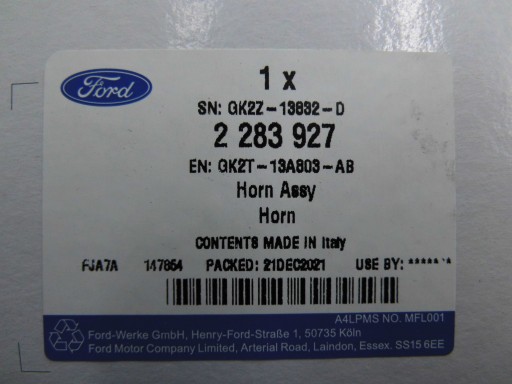 Ford
1 x
SN: GK2Z-13832-D
2 283 927
EN: GK2T-13A803-AB
Horn Assy
Horn
CONTENTS MADE IN Italy
FJA7A 147854 PACKED: 21DEC2021 USE BY: *******
A4LPMS NO. MFL001
Ford-Werke GmbH, Henry-Ford-Straße 1, 50735 Köln
Ford Motor Company Limited, Arterial Road, Laindon, Essex. SS15 6EE